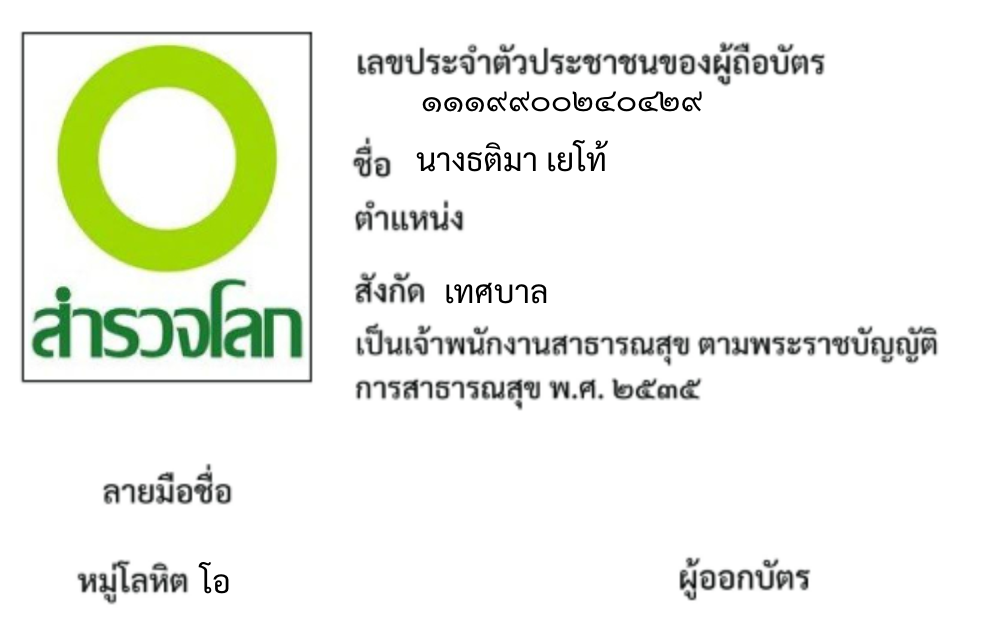 เลขประจำตัวประชาชนของผู้ถือบัตร
๑๑๑๙๙๐๐๒๔๐๔๒๙
ชื่อ นางธติมา เยโท้
ตำแหน่ง
สำรวจโลก
สังกัด เทศบาล
เป็นเจ้าพนักงานสาธารณสุข ตามพระราชบัญญัติ
การสาธารณสุข พ.ศ. ๒๕๓๕
ลายมือชื่อ
หมู่โลหิต โอ
ผู้ออกบัตร